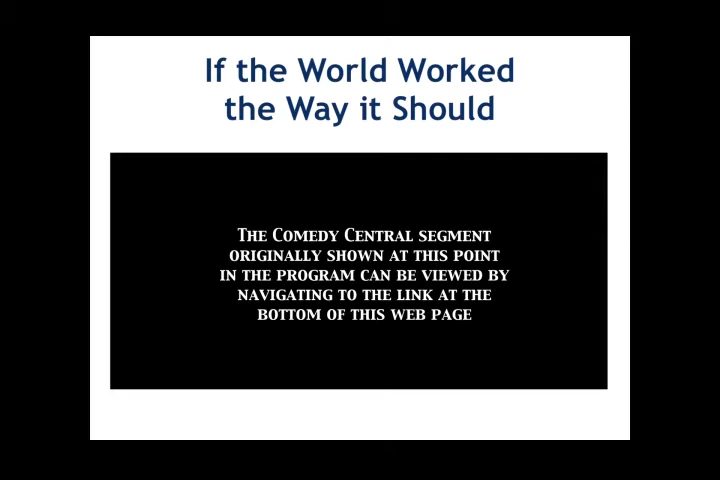 If the World Worked
the Way it Should
The Comedy Central segment
originally shown at this point
in the program can be viewed by
navigating to the link at the
bottom of this web page